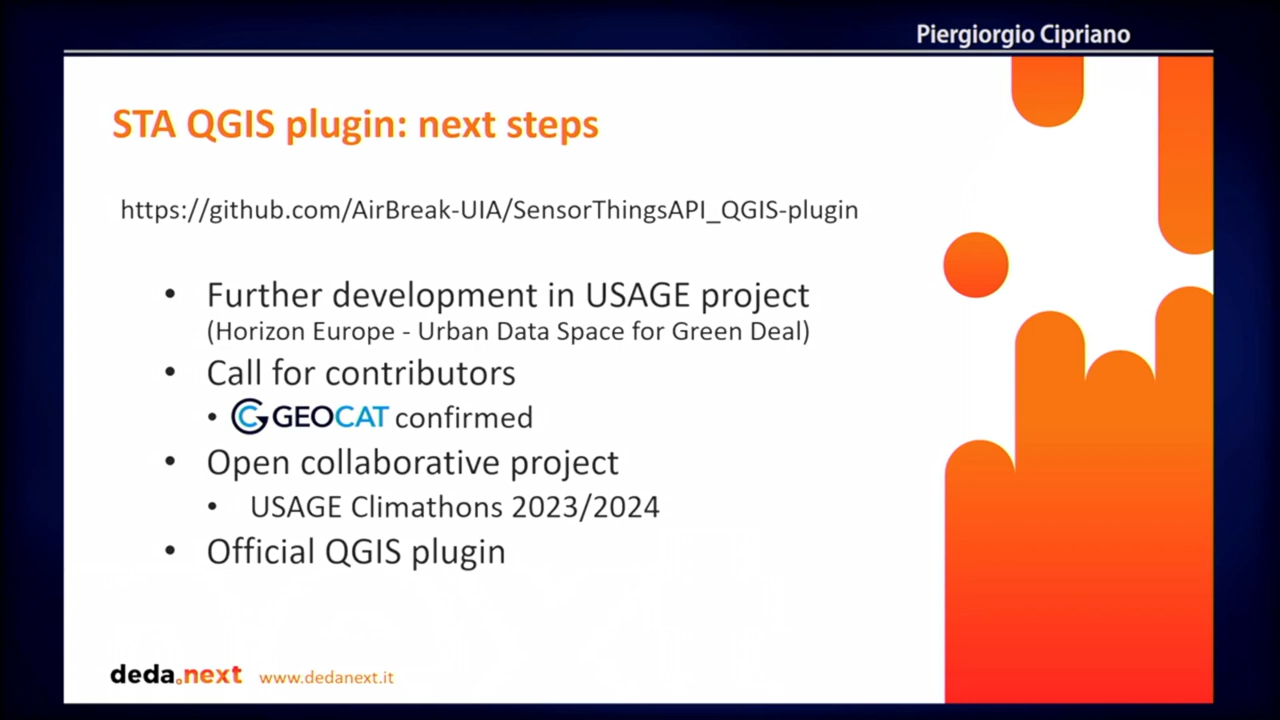 Piergiorgio Cipriano
STA QGIS plugin: next steps
https://github.com/AirBreak-UIA/SensorThingsAPI_QGIS-plugin
• Further development in USAGE project
(Horizon Europe - Urban Data Space for Green Deal)
• Call for contributors
• GEOCAT confirmed
• Open collaborative project
• USAGE Climathons 2023/2024
• Official QGIS plugin
deda.next www.dedanext.it